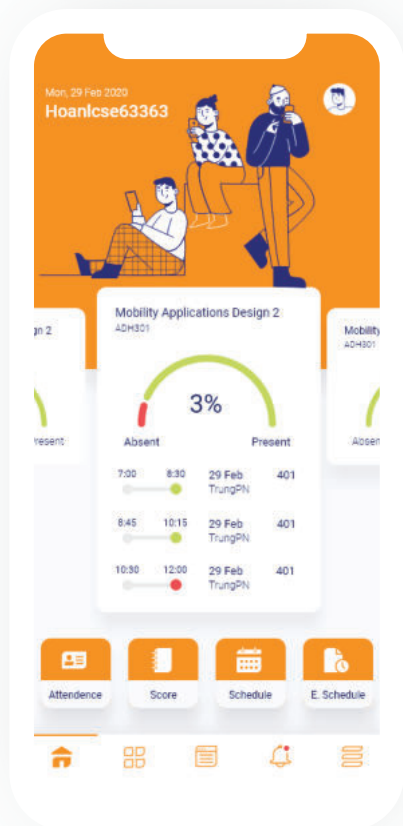 Mon, 29 Feb 2020
Hoanlcse63363
Mobility Applications Design 2
ADH301
3%
Absent Present
7:00 8:30 29 Feb 401
TrungPN
8:45 10:15 29 Feb 401
TrungPN
10:30 12:00 29 Feb 401
TrungPN
gn 2
resent
Mobility
ADH301
Absen
Attendence Score Schedule E. Schedule